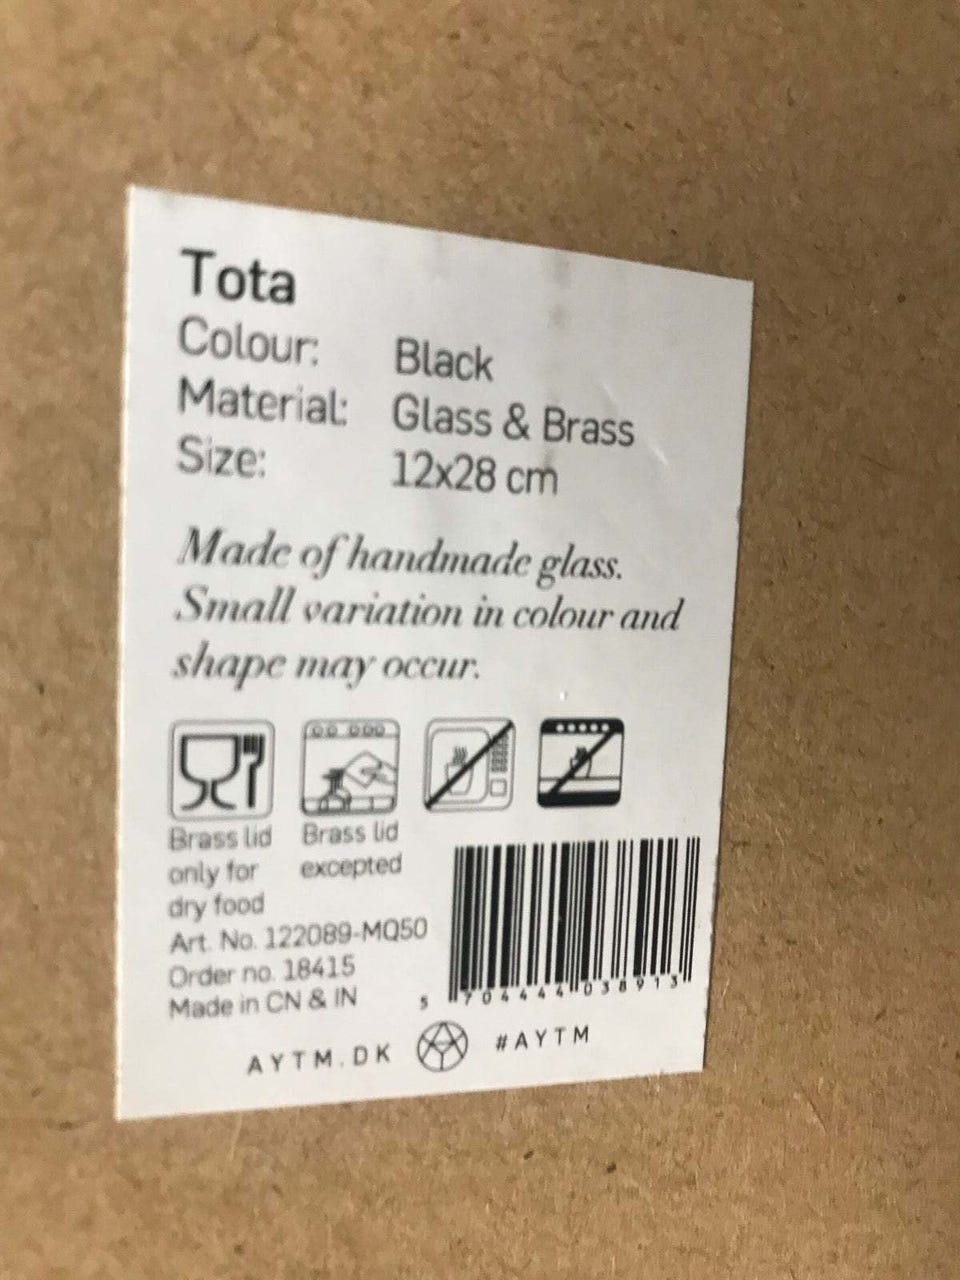 Tota
Colour: Black
Material: Glass & Brass
Size: 12x28 cm
Made of handmade glass.
Small variation in colour and
shape may occur.
Brass lid
only for
dry food
Brass lid
excepted
Art. No. 122089-MQ50
Order no. 18415
Made in CN & IN
5 704444 038913
AYTM.DK #AYTM